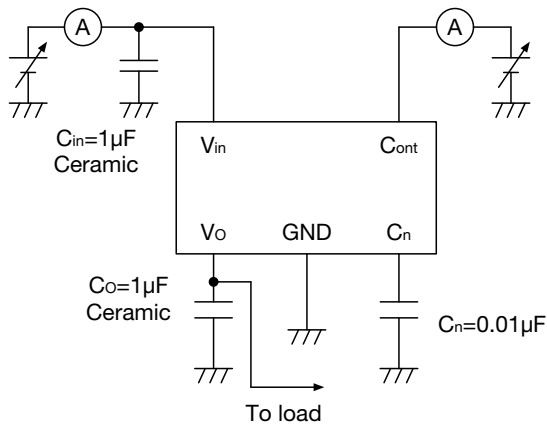 A
A
Cin=1µF
Ceramic
Vin
Cont
VO
GND
Cn
CO=1µF
Ceramic
Cn=0.01µF
To load